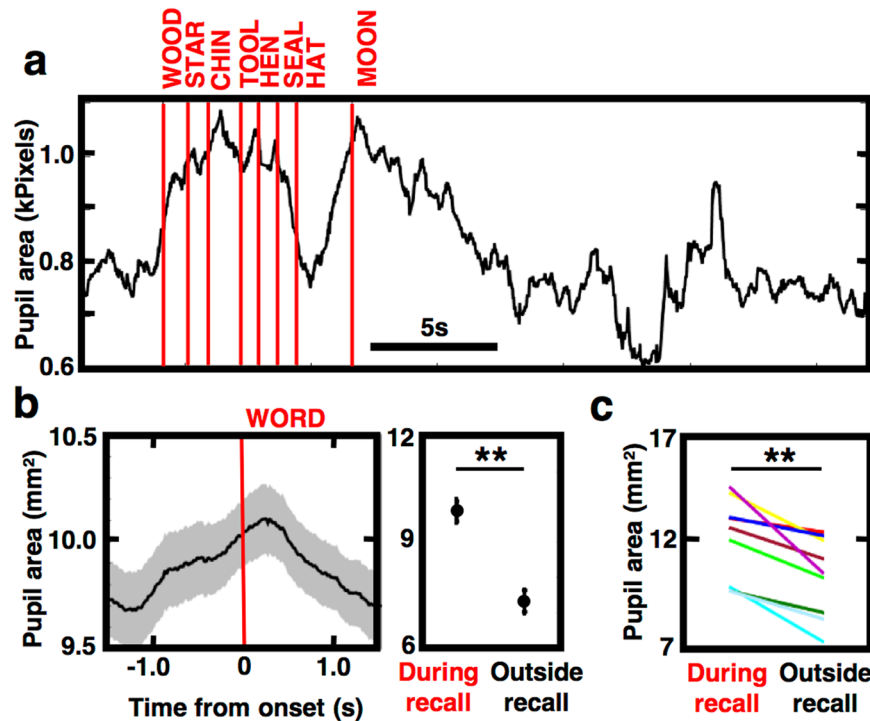 a
WOOD
STAR
CHIN
TOOL
HEN
SEAL
HAT
MOON
Pupil area (kPixels)
1.0
0.8
0.6
5s
b
WORD
Pupil area (mm²)
10.5
10.0
9.5
-1.0 0 1.0
Time from onset (s)
12
9
6
**
During recall
Outside recall
c
Pupil area (mm²)
17
12
7
**
During recall
Outside recall